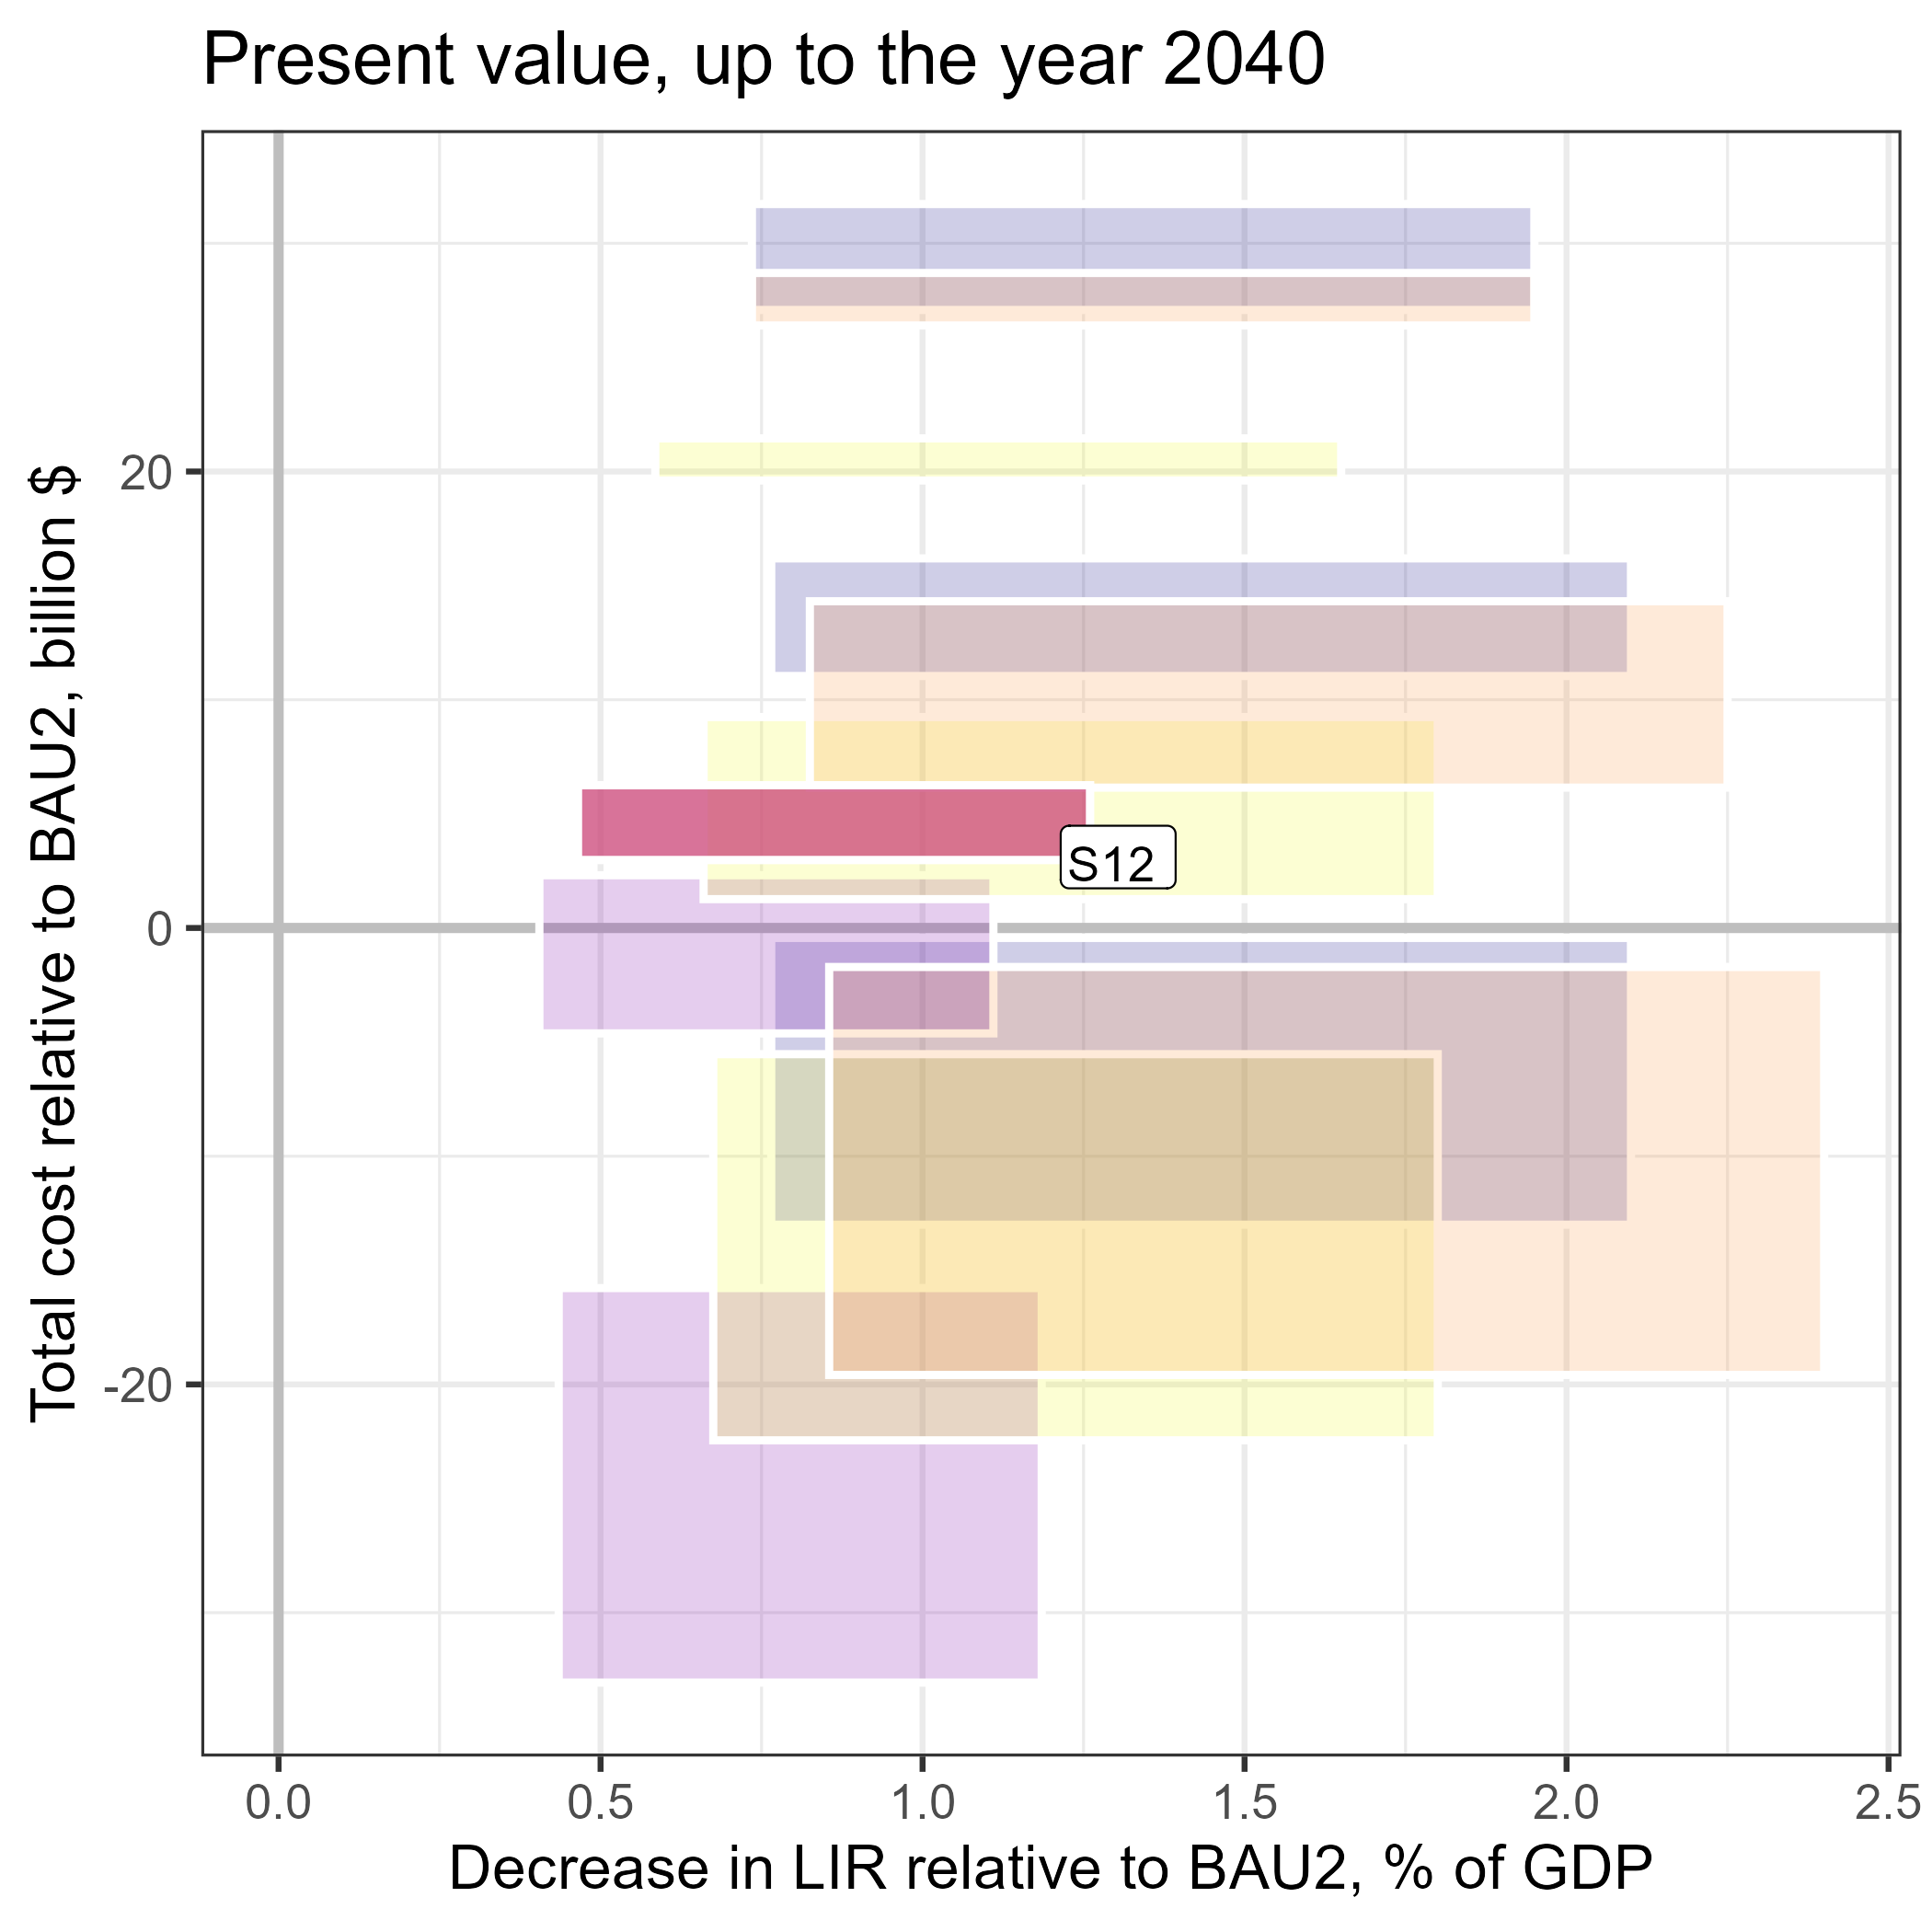 Present value, up to the year 2040
Total cost relative to BAU2, billion $
20
0
-20
S12
0.0
0.5
1.0
1.5
2.0
2.5
Decrease in LIR relative to BAU2, % of GDP